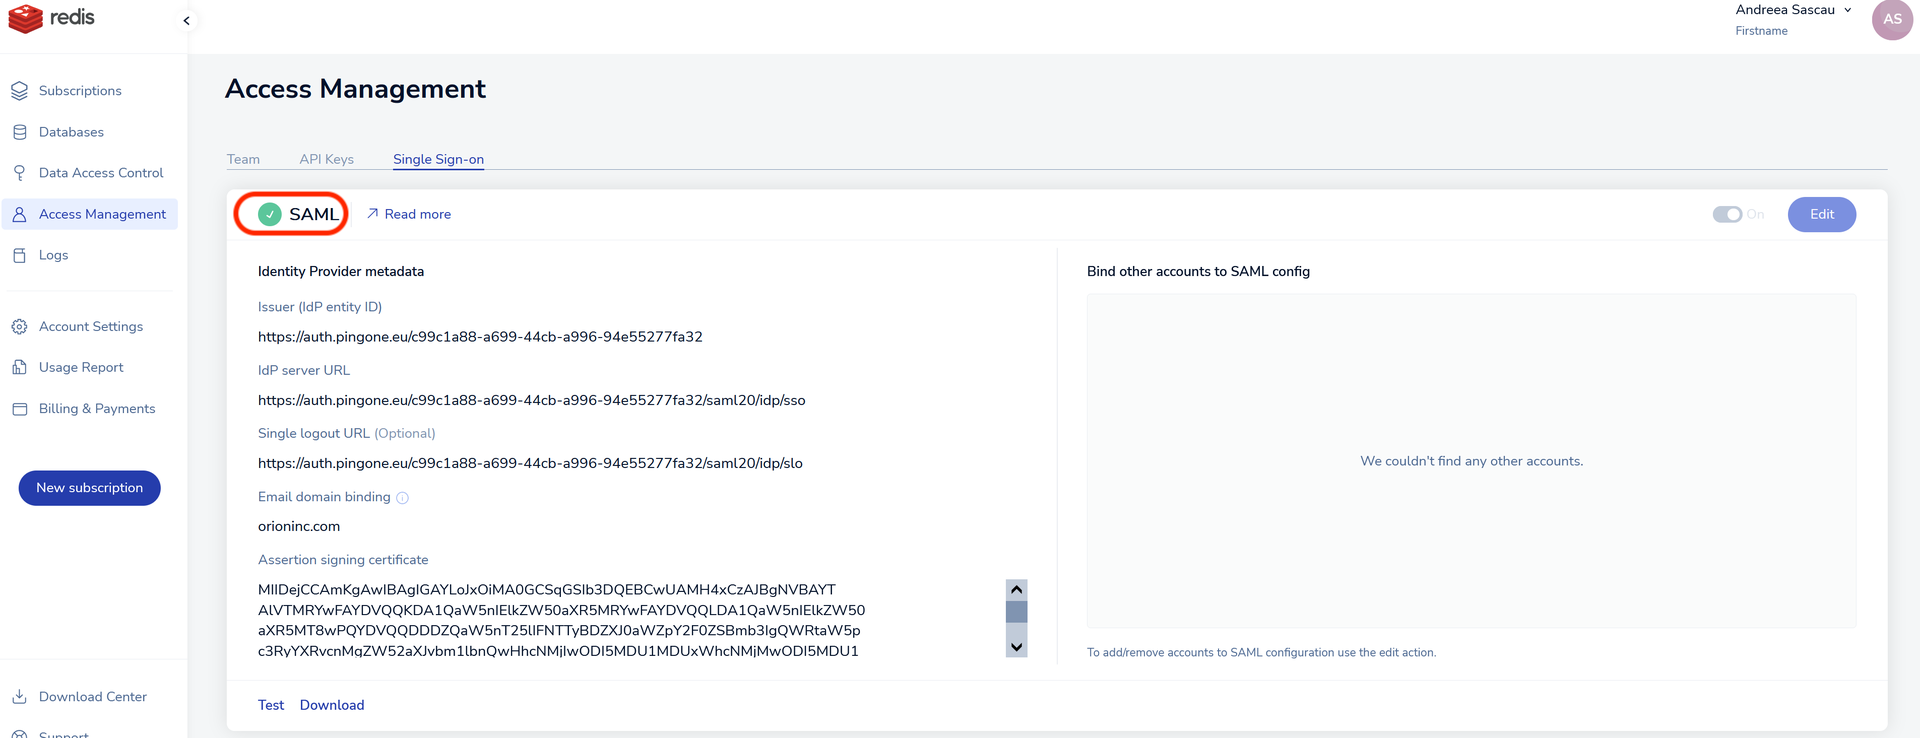 redis
Andreea Sascau
Firstname
AS
Subscriptions
Databases
Data Access Control
Access Management
Logs
Account Settings
Usage Report
Billing & Payments
New subscription
Download Center
Support
Access Management
Team API Keys Single Sign-on
SAML Read more
On Edit
Identity Provider metadata
Issuer (IdP entity ID)
https://auth.pingone.eu/c99c1a88-a699-44cb-a996-94e55277fa32
IdP server URL
https://auth.pingone.eu/c99c1a88-a699-44cb-a996-94e55277fa32/saml20/idp/sso
Single logout URL (Optional)
https://auth.pingone.eu/c99c1a88-a699-44cb-a996-94e55277fa32/saml20/idp/slo
Email domain binding
orioninc.com
Assertion signing certificate
MIIDejCCAmKgAwIBAgIGAYLoJxOiMA0GCSqGSIb3DQEBCwUAMH4xCzAJBgNVBAYT
AlVTMRYwFAYDVQQKDA1QaW5nIElkZW50aXR5MRYwFAYDVQQLDA1QaW5nIElkZW50
aXR5MT8wPQYDVQQDDDZQaW5nT25lIFNTTyBDZXJ0aWZpY2F0ZSBmb3IgQWRtaW5p
c3RyYXRvcnMgZW52aXJvbm1lbnQwHhcNMjIwODI5MDU1MDUxWhcNMjMwODI5MDU1
Test Download
Bind other accounts to SAML config
We couldn't find any other accounts.
To add/remove accounts to SAML configuration use the edit action.